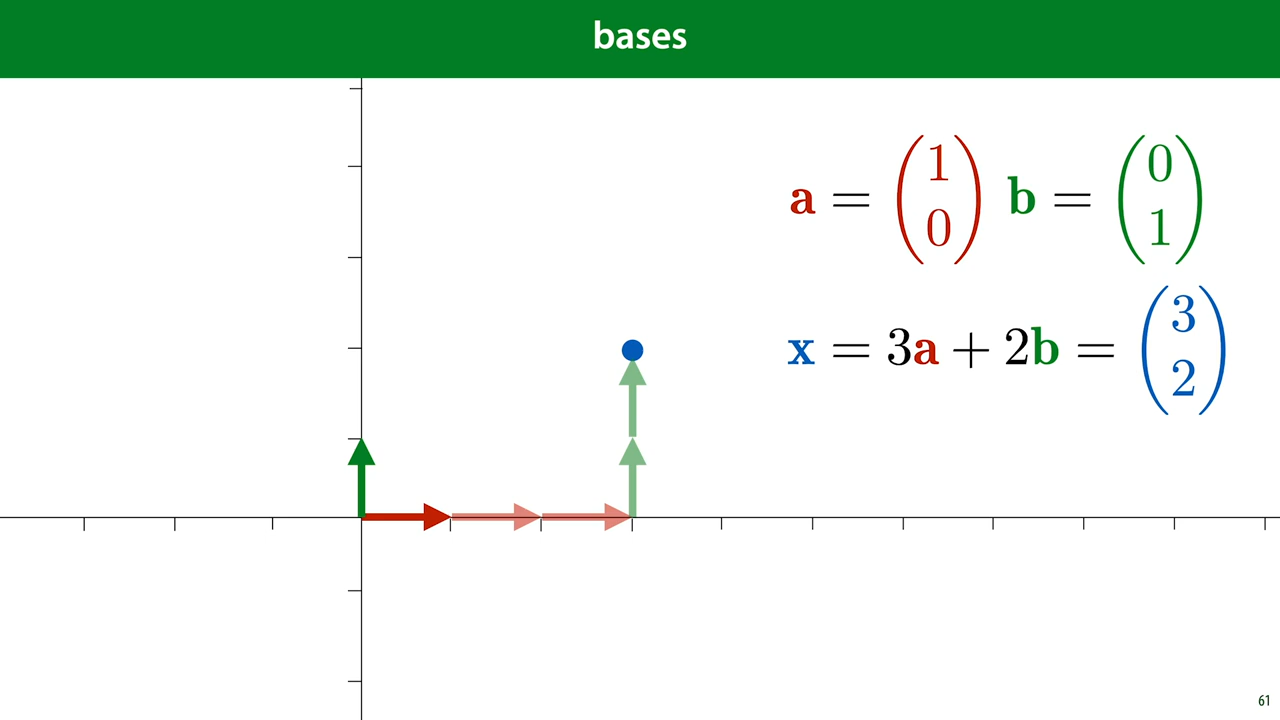 bases
a = (1 0) b = (0 1)
x = 3a + 2b = (3 2)
61